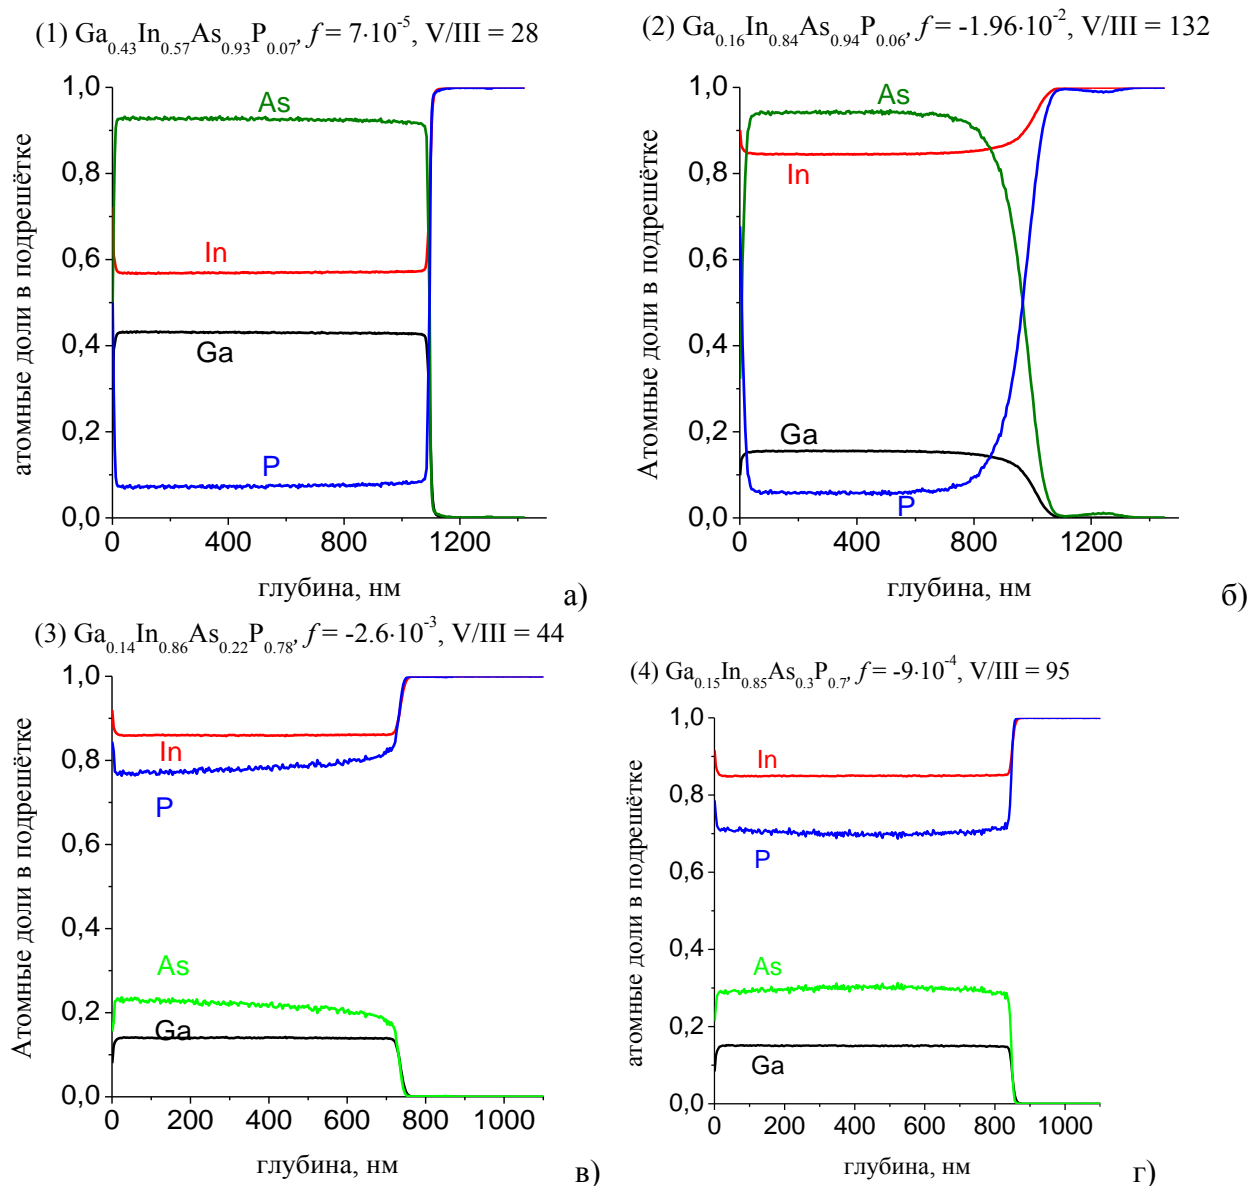 (1) Ga0.43In0.57As0.93P0.07, f = 7·10-5, V/III = 28
(2) Ga0.16In0.84As0.94P0.06, f = -1.96·10-2, V/III = 132
1,0
0,8
0,6
0,4
0,2
0,0
As
In
Ga
P
0
400
800
1200
атомные доли в подрешётке
глубина, нм
а)
1,0
0,8
0,6
0,4
0,2
0,0
As
In
Ga
P
0
400
800
1200
Атомные доли в подрешётке
глубина, нм
б)
(3) Ga0.14In0.86As0.22P0.78, f = -2.6·10-3, V/III = 44
(4) Ga0.15In0.85As0.3P0.7, f = -9·10-4, V/III = 95
1,0
0,8
0,6
0,4
0,2
0,0
In
P
As
Ga
0
200
400
600
800
1000
Атомные доли в подрешётке
глубина, нм
в)
1,0
0,8
0,6
0,4
0,2
0,0
In
P
As
Ga
0
200
400
600
800
1000
атомные доли в подрешётке
глубина, нм
г)